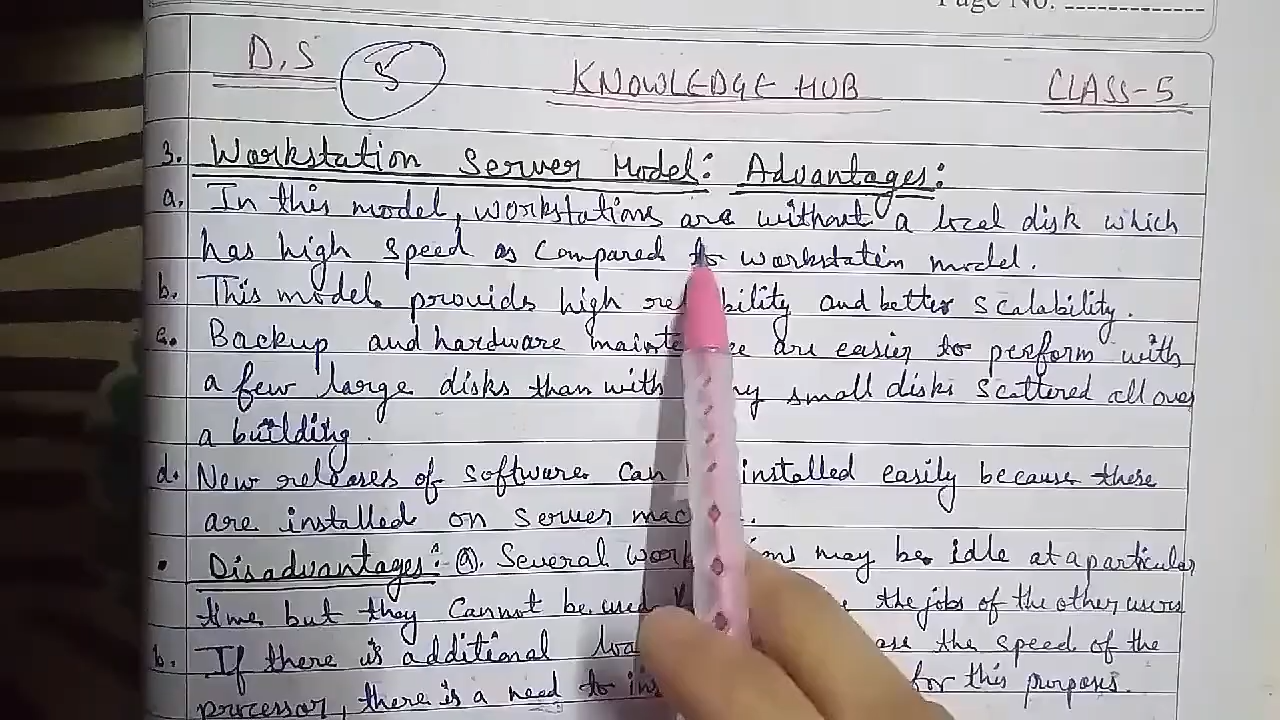 Page No.
D.S 5 KNOWLEDGE HUB CLASS-5
3. Workstation Server Model: Advantages:
a. In this model, workstations are without a local disk which
has high speed as compared to workstation model.
b. This model provids high bility and better scalability.
c. Backup and hardware are easier to perform with
a few large disks than with small disks scattered all over
a building.
d. New releases of software can installed easily because these
are installed on server
• Disadvantages: (a). Several may be idle at a particular
time but they cannot be used the jobs of the other users
b. If there is additional the speed of the
processor, there is a need to for this purposes.